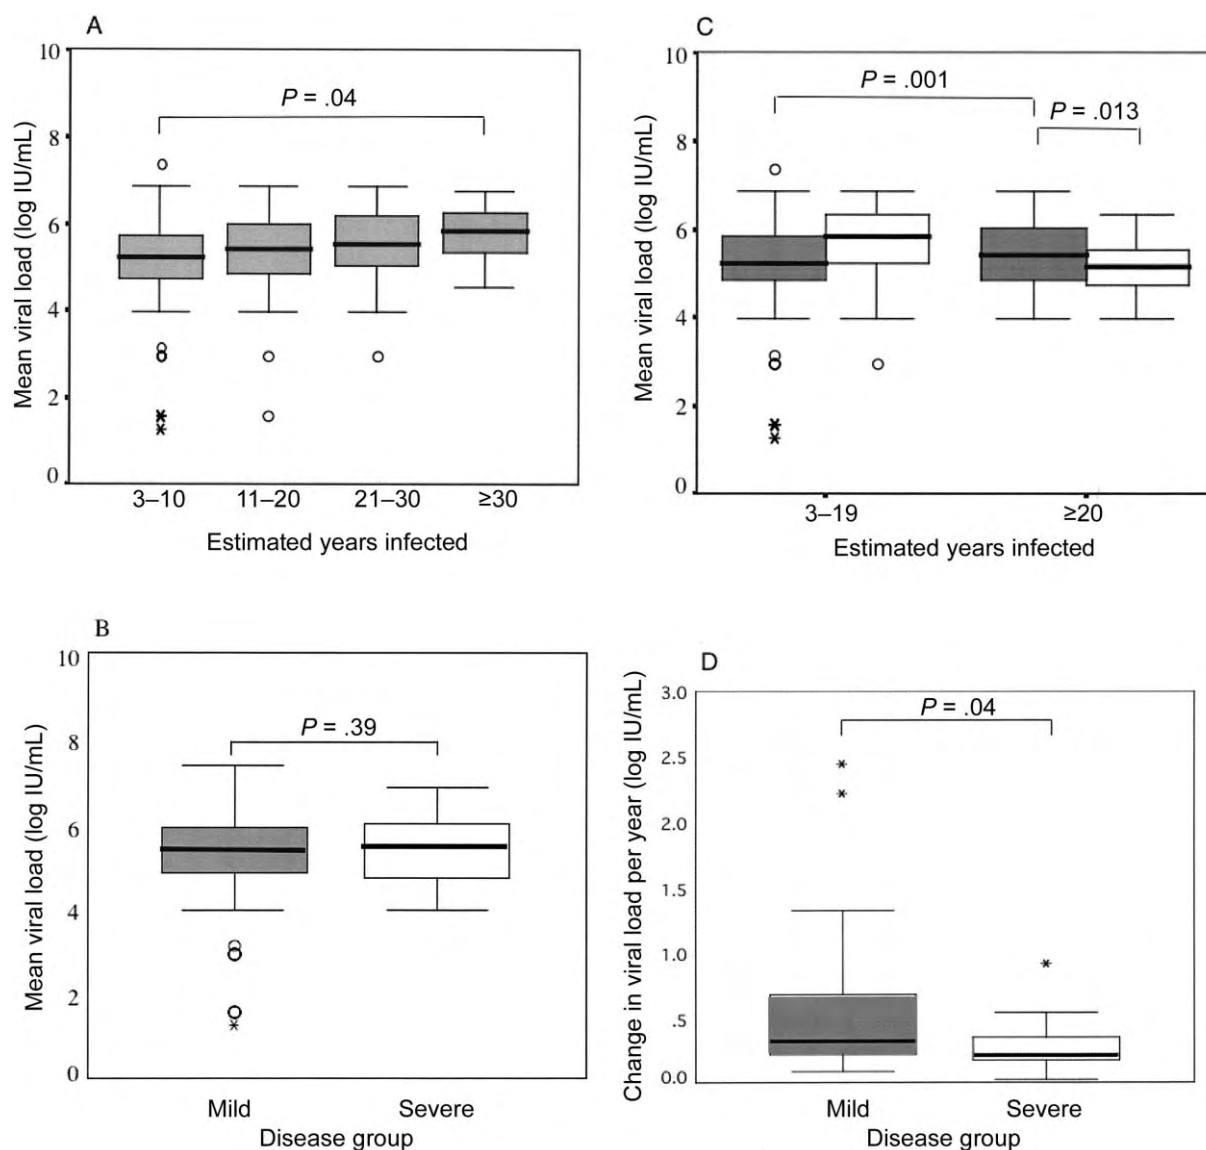 A
10
8
6
4
2
0
Mean viral load (log IU/mL)
P = .04
3–10 11–20 21–30 ≥30
Estimated years infected
C
10
8
6
4
2
0
Mean viral load (log IU/mL)
P = .001
P = .013
3–19 ≥20
Estimated years infected
B
10
8
6
4
2
0
Mean viral load (log IU/mL)
P = .39
Mild Severe
Disease group
D
3.0
2.5
2.0
1.5
1.0
.5
0.0
Change in viral load per year (log IU/mL)
P = .04
Mild Severe
Disease group